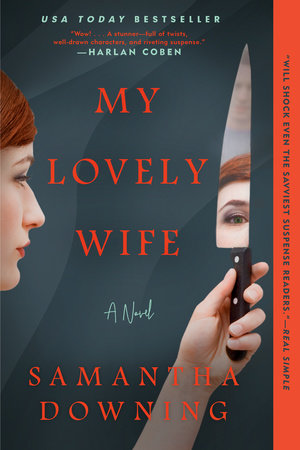 USA TODAY BESTSELLER
"Wow! . . . A stunner—full of twists,
well-drawn characters, and riveting suspense."
—HARLAN COBEN
MY
LOVELY
WIFE
A Novel
SAMANTHA
DOWNING
"WILL SHOCK EVEN THE SAVVIEST SUSPENSE READERS."—REAL SIMPLE